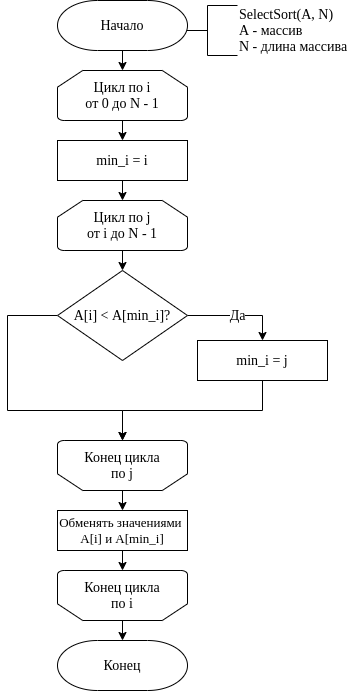 Начало
SelectSort(A, N)
A - массив
N - длина массива
Цикл по i
от 0 до N - 1
min_i = i
Цикл по j
от i до N - 1
A[i] < A[min_i]?
Да
min_i = j
Конец цикла
по j
Обменять значениями
A[i] и A[min_i]
Конец цикла
по i
Конец